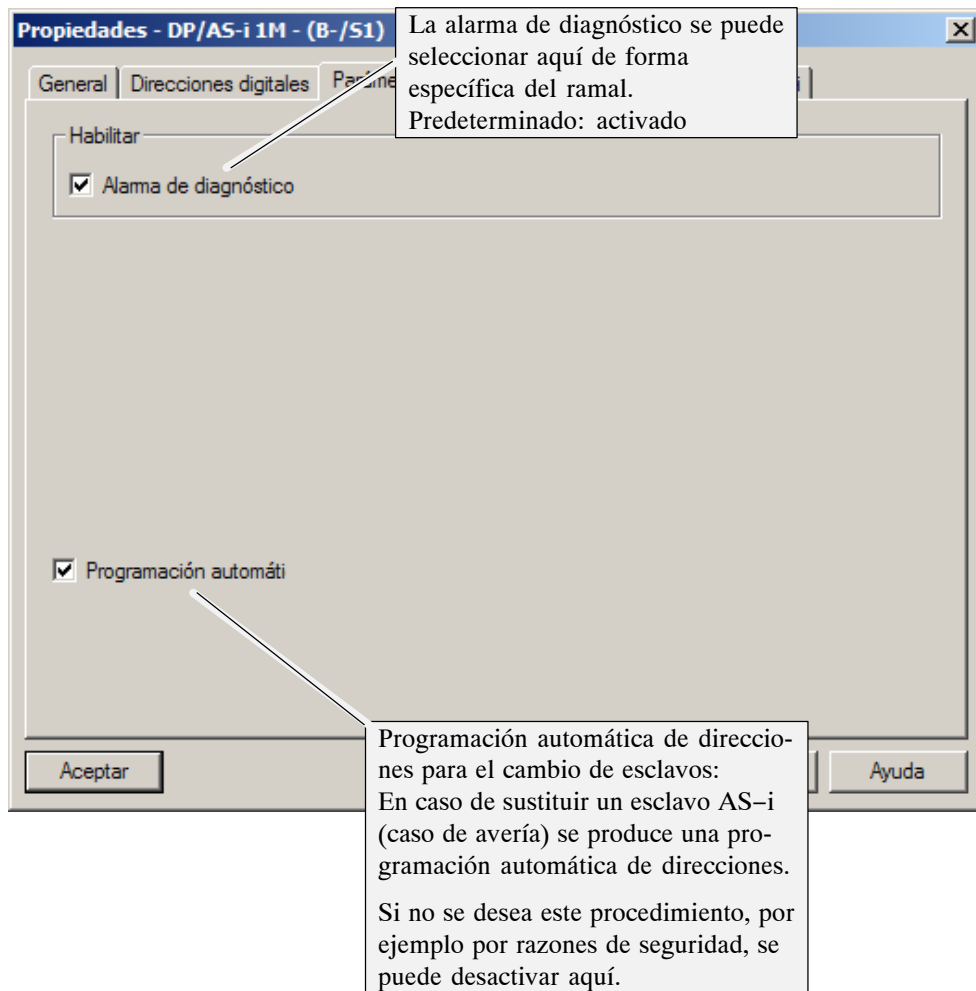 Propiedades - DP/AS-i 1M - (B-/S1)
La alarma de diagnóstico se puede
seleccionar aquí de forma
específica del ramal.
Predeterminado: activado
General
Direcciones digitales
Habilitar
Alarma de diagnóstico
Programación automáti
Programación automática de direccio-
nes para el cambio de esclavos:
En caso de sustituir un esclavo AS–i
(caso de avería) se produce una pro-
gramación automática de direcciones.
Si no se desea este procedimiento, por
ejemplo por razones de seguridad, se
puede desactivar aquí.
Aceptar
Ayuda